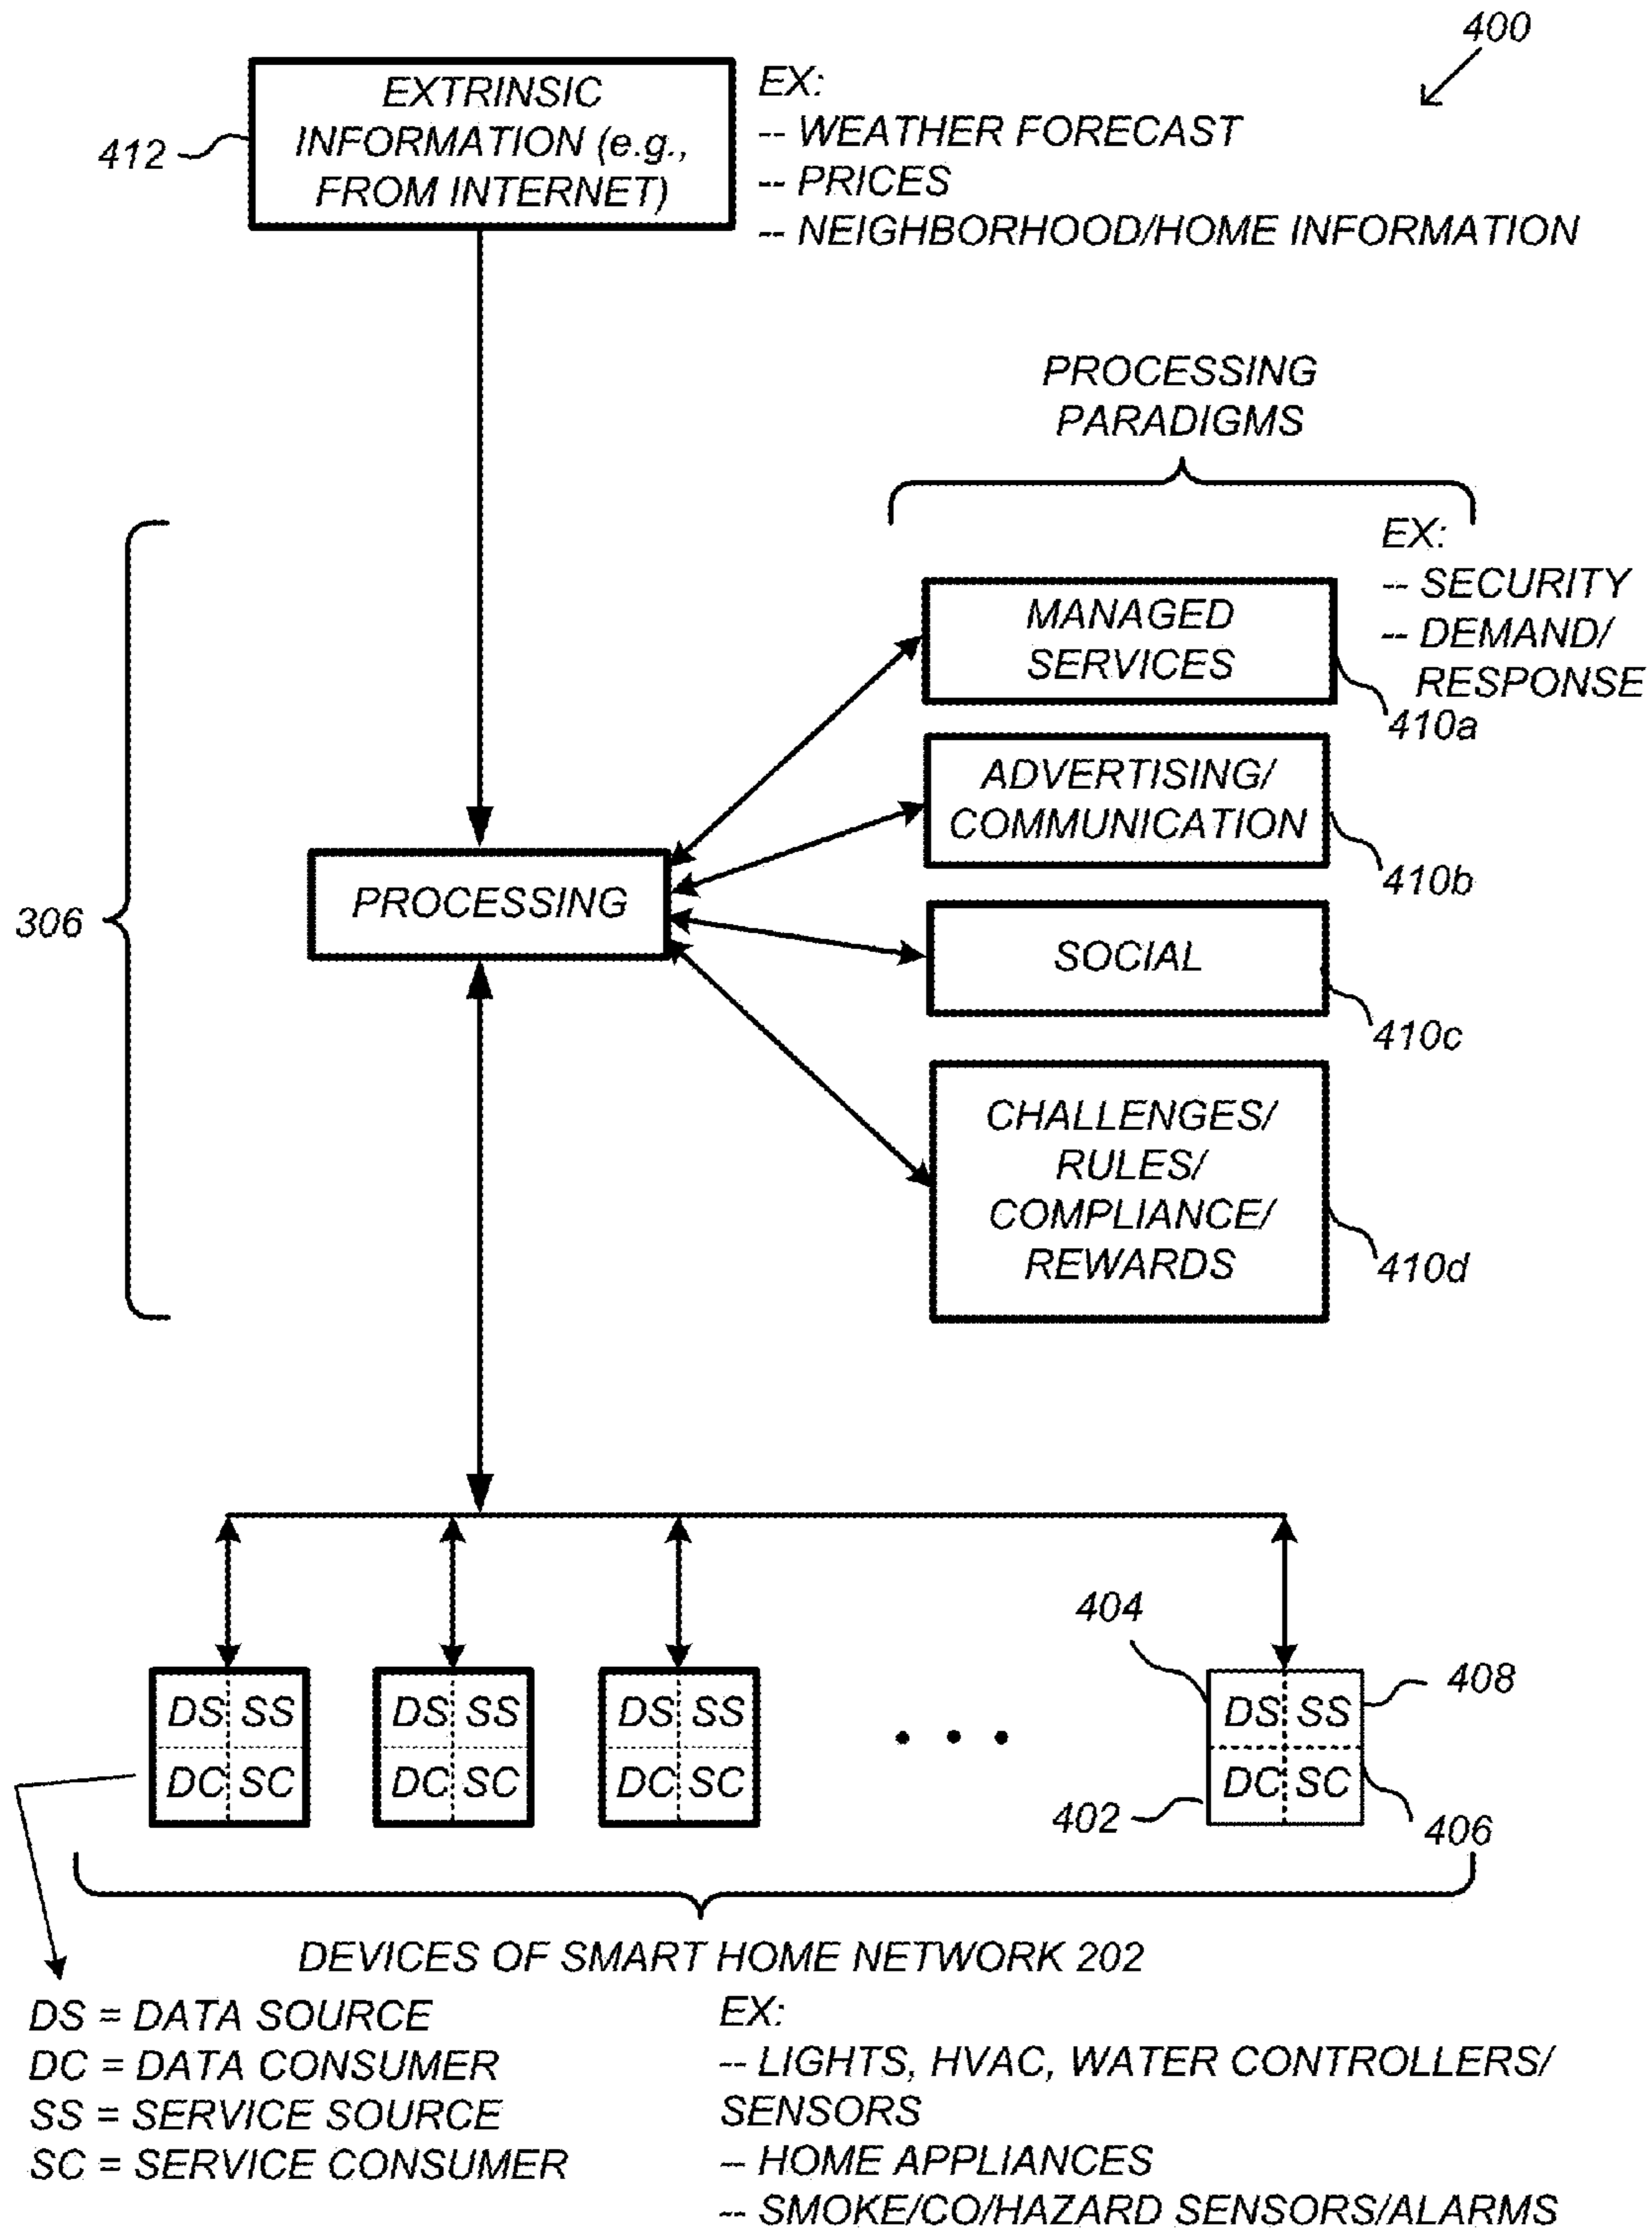 400
EXTRINSIC
INFORMATION (e.g.,
FROM INTERNET)
412
EX:
-- WEATHER FORECAST
-- PRICES
-- NEIGHBORHOOD/HOME INFORMATION
PROCESSING
PARADIGMS
EX:
-- SECURITY
-- DEMAND/
RESPONSE
MANAGED
SERVICES
410a
ADVERTISING/
COMMUNICATION
410b
PROCESSING
306
SOCIAL
410c
CHALLENGES/
RULES/
COMPLIANCE/
REWARDS
410d
404
408
DS SS
DC SC
DS SS
DC SC
DS SS
DC SC
DS SS
DC SC
402
406
DEVICES OF SMART HOME NETWORK 202
DS = DATA SOURCE
DC = DATA CONSUMER
SS = SERVICE SOURCE
SC = SERVICE CONSUMER
EX:
-- LIGHTS, HVAC, WATER CONTROLLERS/
SENSORS
-- HOME APPLIANCES
-- SMOKE/CO/HAZARD SENSORS/ALARMS